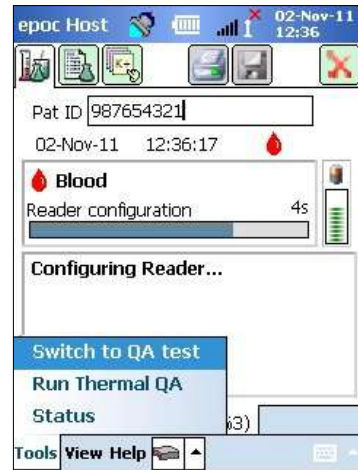 epoc Host
02-Nov-11
12:36
Pat ID 987654321
02-Nov-11 12:36:17
Blood
Reader configuration 4s
Configuring Reader...
Switch to QA test
Run Thermal QA
Status
Tools View Help